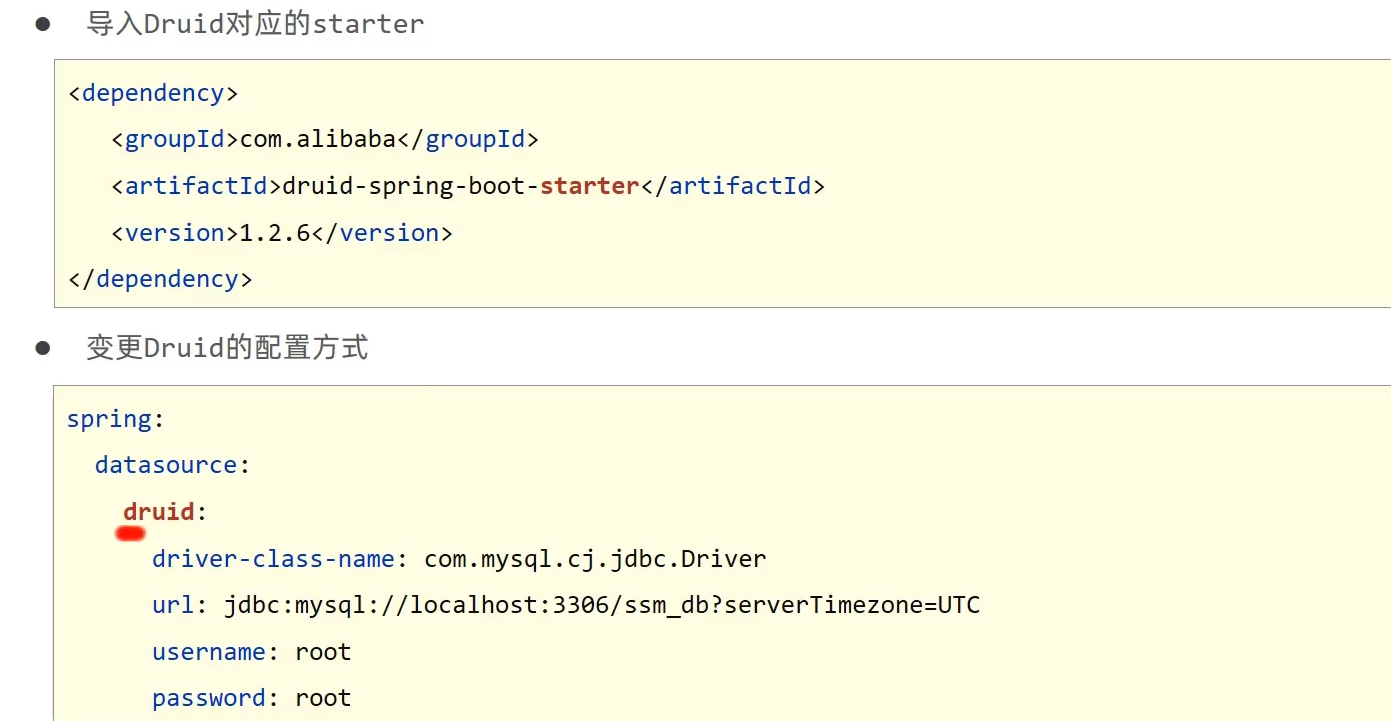 ● 导入Druid对应的starter
<dependency>
<groupId>com.alibaba</groupId>
<artifactId>druid-spring-boot-starter</artifactId>
<version>1.2.6</version>
</dependency>
● 变更Druid的配置方式
spring:
datasource:
druid:
driver-class-name: com.mysql.cj.jdbc.Driver
url: jdbc:mysql://localhost:3306/ssm_db?serverTimezone=UTC
username: root
password: root